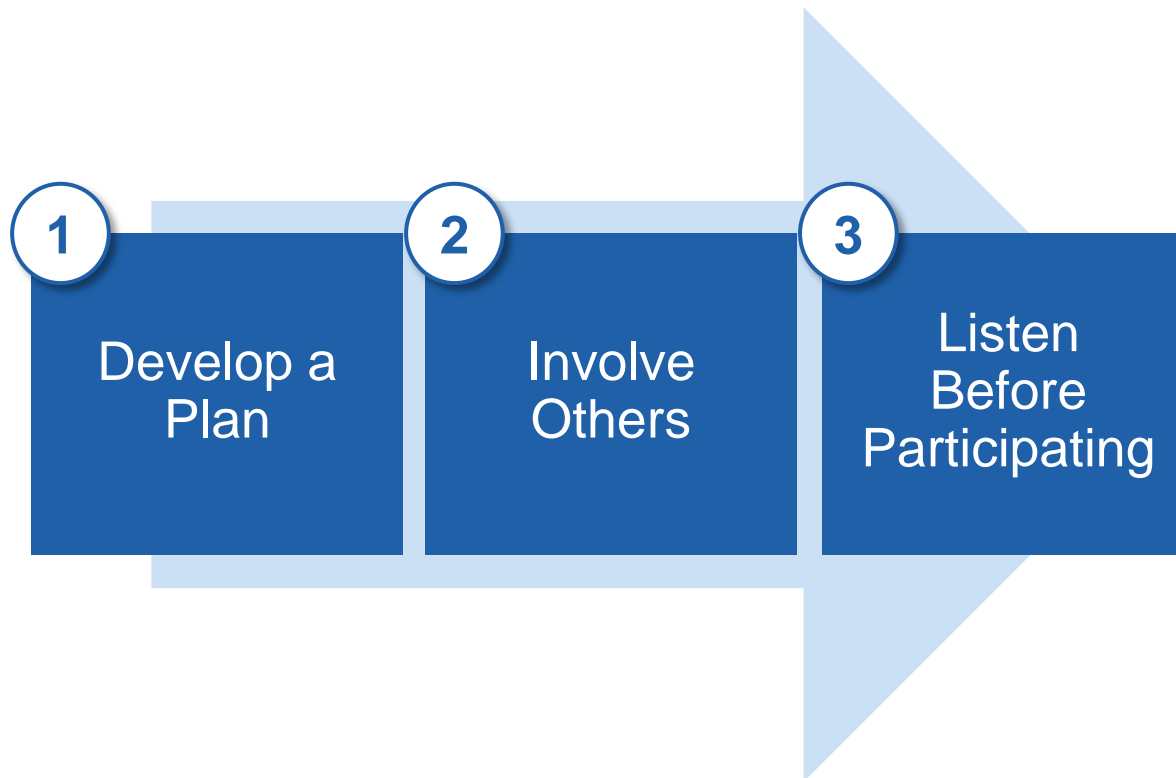 1
Develop a
Plan
2
Involve
Others
3
Listen
Before
Participating